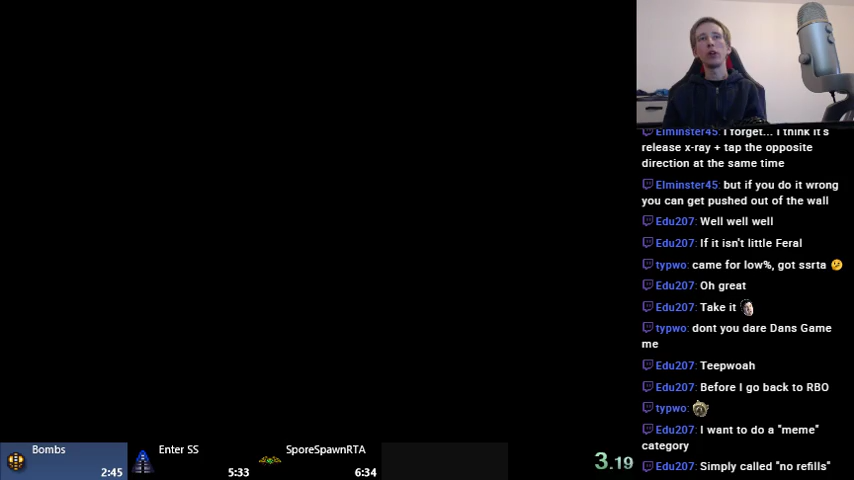 Elminster45: I forget... I think it's
release x-ray + tap the opposite
direction at the same time
Elminster45: but if you do it wrong
you can get pushed out of the wall
Edu207: Well well well
Edu207: If it isn't little Feral
typwo: came for low%, got ssrta 🤔
Edu207: Oh great
Edu207: Take it
typwo: dont you dare Dans Game
me
Edu207: Teepwoah
Edu207: Before I go back to RBO
typwo:
Edu207: I want to do a "meme"
category
Edu207: Simply called "no refills"
Bombs
2:45
Enter SS
5:33
SporeSpawnRTA
6:34
3.19